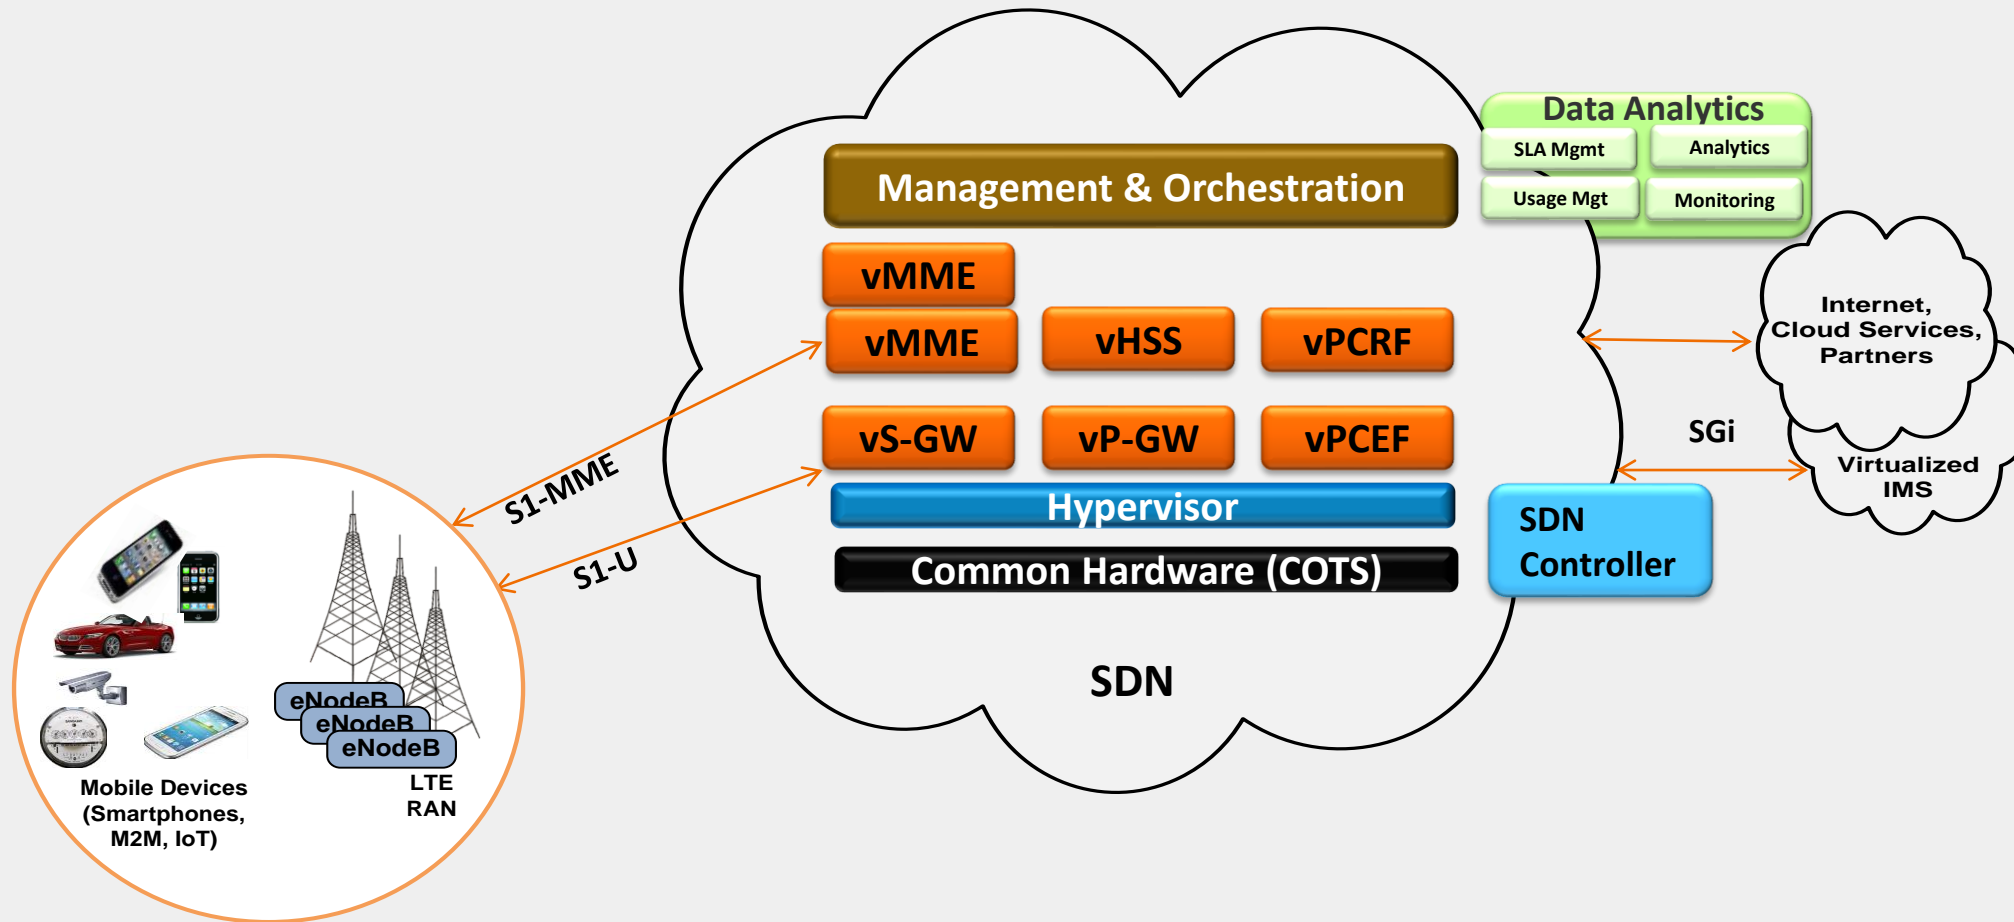 Data Analytics
SLA Mgmt
Analytics
Usage Mgt
Monitoring
Management & Orchestration
vMME
vMME
vHSS
vPCRF
vS-GW
vP-GW
vPCEF
Hypervisor
Common Hardware (COTS)
SDN
SDN
Controller
Internet,
Cloud Services,
Partners
SGi
Virtualized
IMS
S1-MME
S1-U
eNodeB
eNodeB
eNodeB
LTE
RAN
Mobile Devices
(Smartphones,
M2M, IoT)